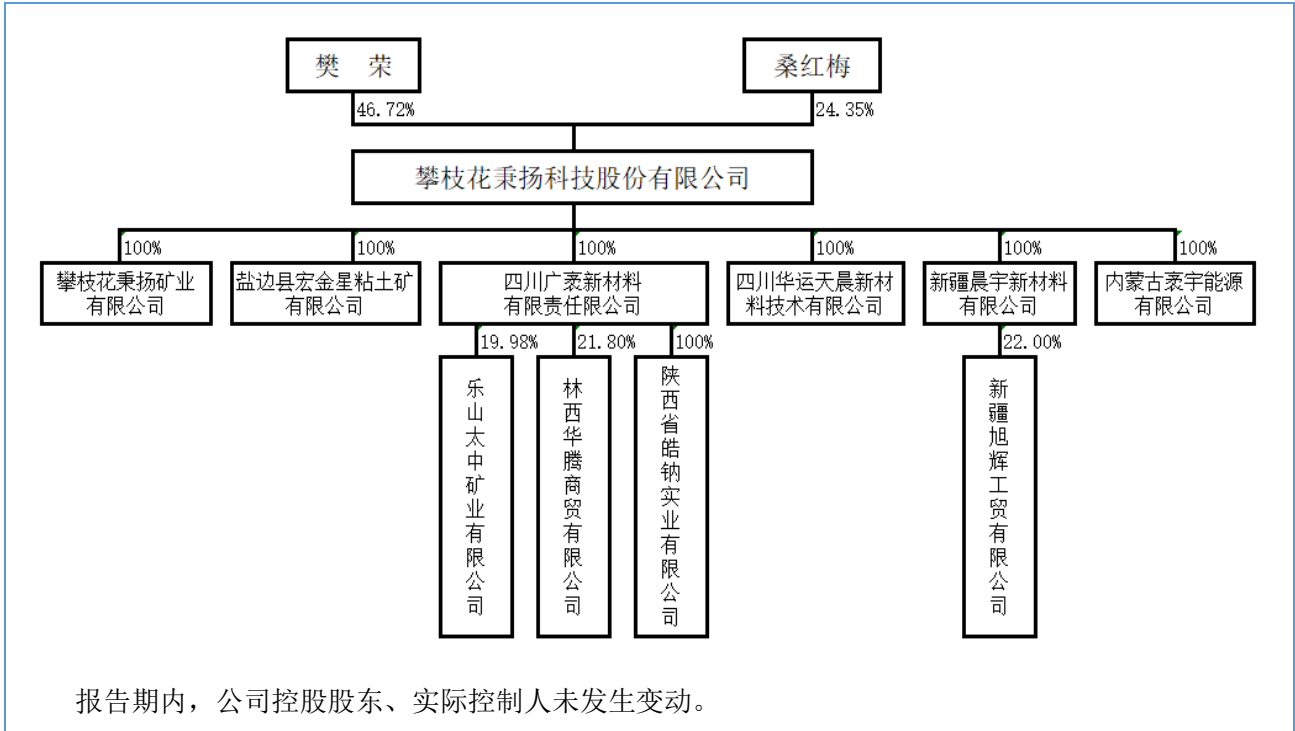 樊 荣
桑红梅
46.72%
24.35%
攀枝花秉扬科技股份有限公司
100%
100%
100%
100%
100%
100%
攀枝花秉扬矿业
有限公司
盐边县宏金星粘土矿
有限公司
四川广袤新材料
有限责任限公司
四川华运天晨新材
料技术有限公司
新疆晨宇新材料
有限公司
内蒙古袤宇能源
有限公司
19.98%
21.80%
100%
22.00%
乐山太中矿业有限公司
林西华腾商贸有限公司
陕西省皓钠实业有限公司
新疆旭辉工贸有限公司
报告期内，公司控股股东、实际控制人未发生变动。